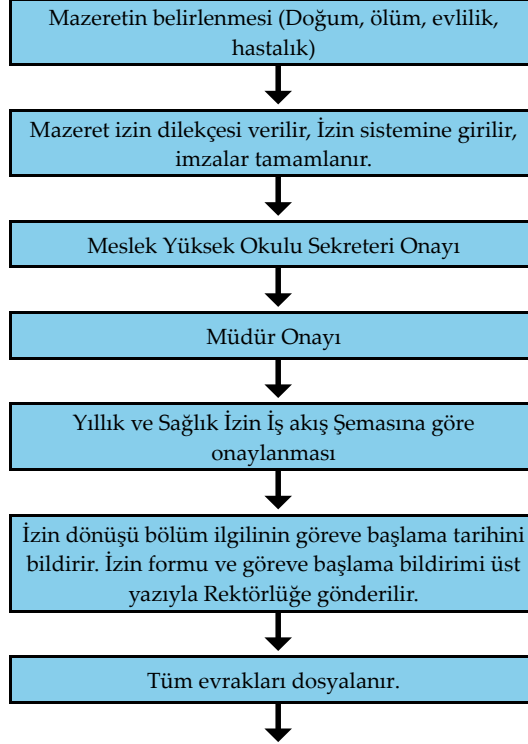 Mazeretin belirlenmesi (Doğum, ölüm, evlilik,
hastalık)
Mazeret izin dilekçesi verilir, İzin sistemine girilir,
imzalar tamamlanır.
Meslek Yüksek Okulu Sekreteri Onayı
Müdür Onayı
Yıllık ve Sağlık İzin İş akış Şemasına göre
onaylanması
İzin dönüşü bölüm ilgilinin göreve başlama tarihini
bildirir. İzin formu ve göreve başlama bildirimi üst
yazıyla Rektörlüğe gönderilir.
Tüm evrakları dosyalanır.